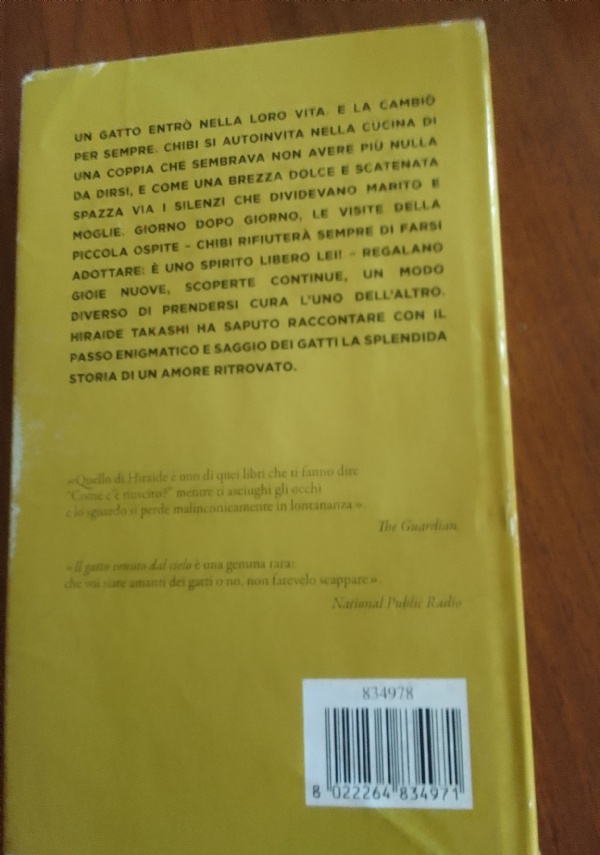 UN GATTO ENTRÒ NELLA LORO VITA. E LA CAMBIÒ
PER SEMPRE. CHIBI SI AUTOINVITA NELLA CUCINA DI
UNA COPPIA CHE SEMBRAVA NON AVERE PIÙ NULLA
DA DIRSI, E COME UNA BREZZA DOLCE E SCATENATA
SPAZZA VIA I SILENZI CHE DIVIDEVANO MARITO E
MOGLIE. GIORNO DOPO GIORNO, LE VISITE DELLA
PICCOLA OSPITE – CHIBI RIFIUTERÀ SEMPRE DI FARSI
ADOTTARE: È UNO SPIRITO LIBERO LEI! – REGALANO
GIOIE NUOVE, SCOPERTE CONTINUE, UN MODO
DIVERSO DI PRENDERSI CURA L'UNO DELL'ALTRO.
HIRAIDE TAKASHI HA SAPUTO RACCONTARE CON IL
PASSO ENIGMATICO E SAGGIO DEI GATTI LA SPLENDIDA
STORIA DI UN AMORE RITROVATO.
«Quello di Hiraide è uno di quei libri che ti fanno dire
"Come c'è riuscito?" mentre ti asciughi gli occhi
e lo sguardo si perde malinconicamente in lontananza».
The Guardian
«Il gatto venuto dal cielo è una gemma rara:
che voi siate amanti dei gatti o no, non fatevelo scappare».
National Public Radio
834978
8 022264 834971